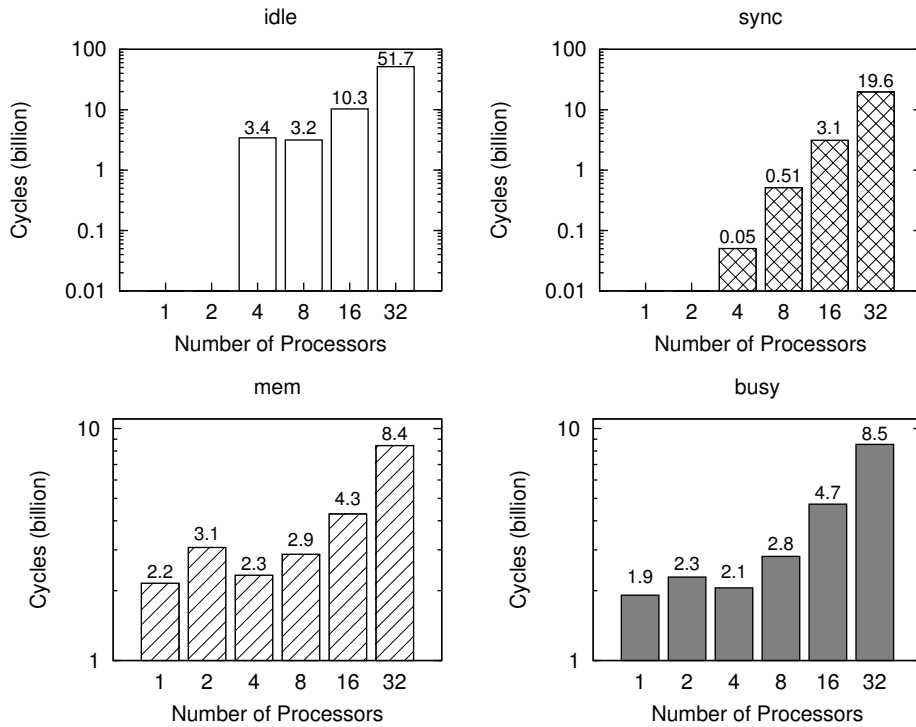 idle
100
10
1
0.1
0.01
Cycles (billion)
3.4
3.2
10.3
51.7
1 2 4 8 16 32
Number of Processors
sync
100
10
1
0.1
0.01
Cycles (billion)
0.05
0.51
3.1
19.6
1 2 4 8 16 32
Number of Processors
mem
10
1
Cycles (billion)
2.2
3.1
2.3
2.9
4.3
8.4
1 2 4 8 16 32
Number of Processors
busy
10
1
Cycles (billion)
1.9
2.3
2.1
2.8
4.7
8.5
1 2 4 8 16 32
Number of Processors